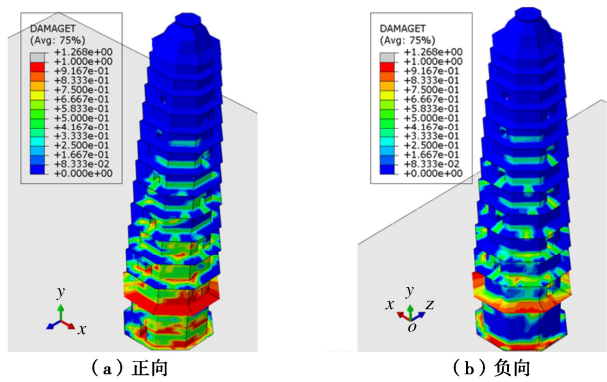 DAMAGET
(Avg: 75%)
+1.268e+00
+1.000e+00
+9.167e-01
+8.333e-01
+7.500e-01
+6.667e-01
+5.833e-01
+5.000e-01
+4.167e-01
+3.333e-01
+2.500e-01
+1.667e-01
+8.333e-02
+0.000e+00
y
x
(a)正向
DAMAGET
(Avg: 75%)
+1.268e+00
+1.000e+00
+9.167e-01
+8.333e-01
+7.500e-01
+6.667e-01
+5.833e-01
+5.000e-01
+4.167e-01
+3.333e-01
+2.500e-01
+1.667e-01
+8.333e-02
+0.000e+00
y
x z
o
(b)负向